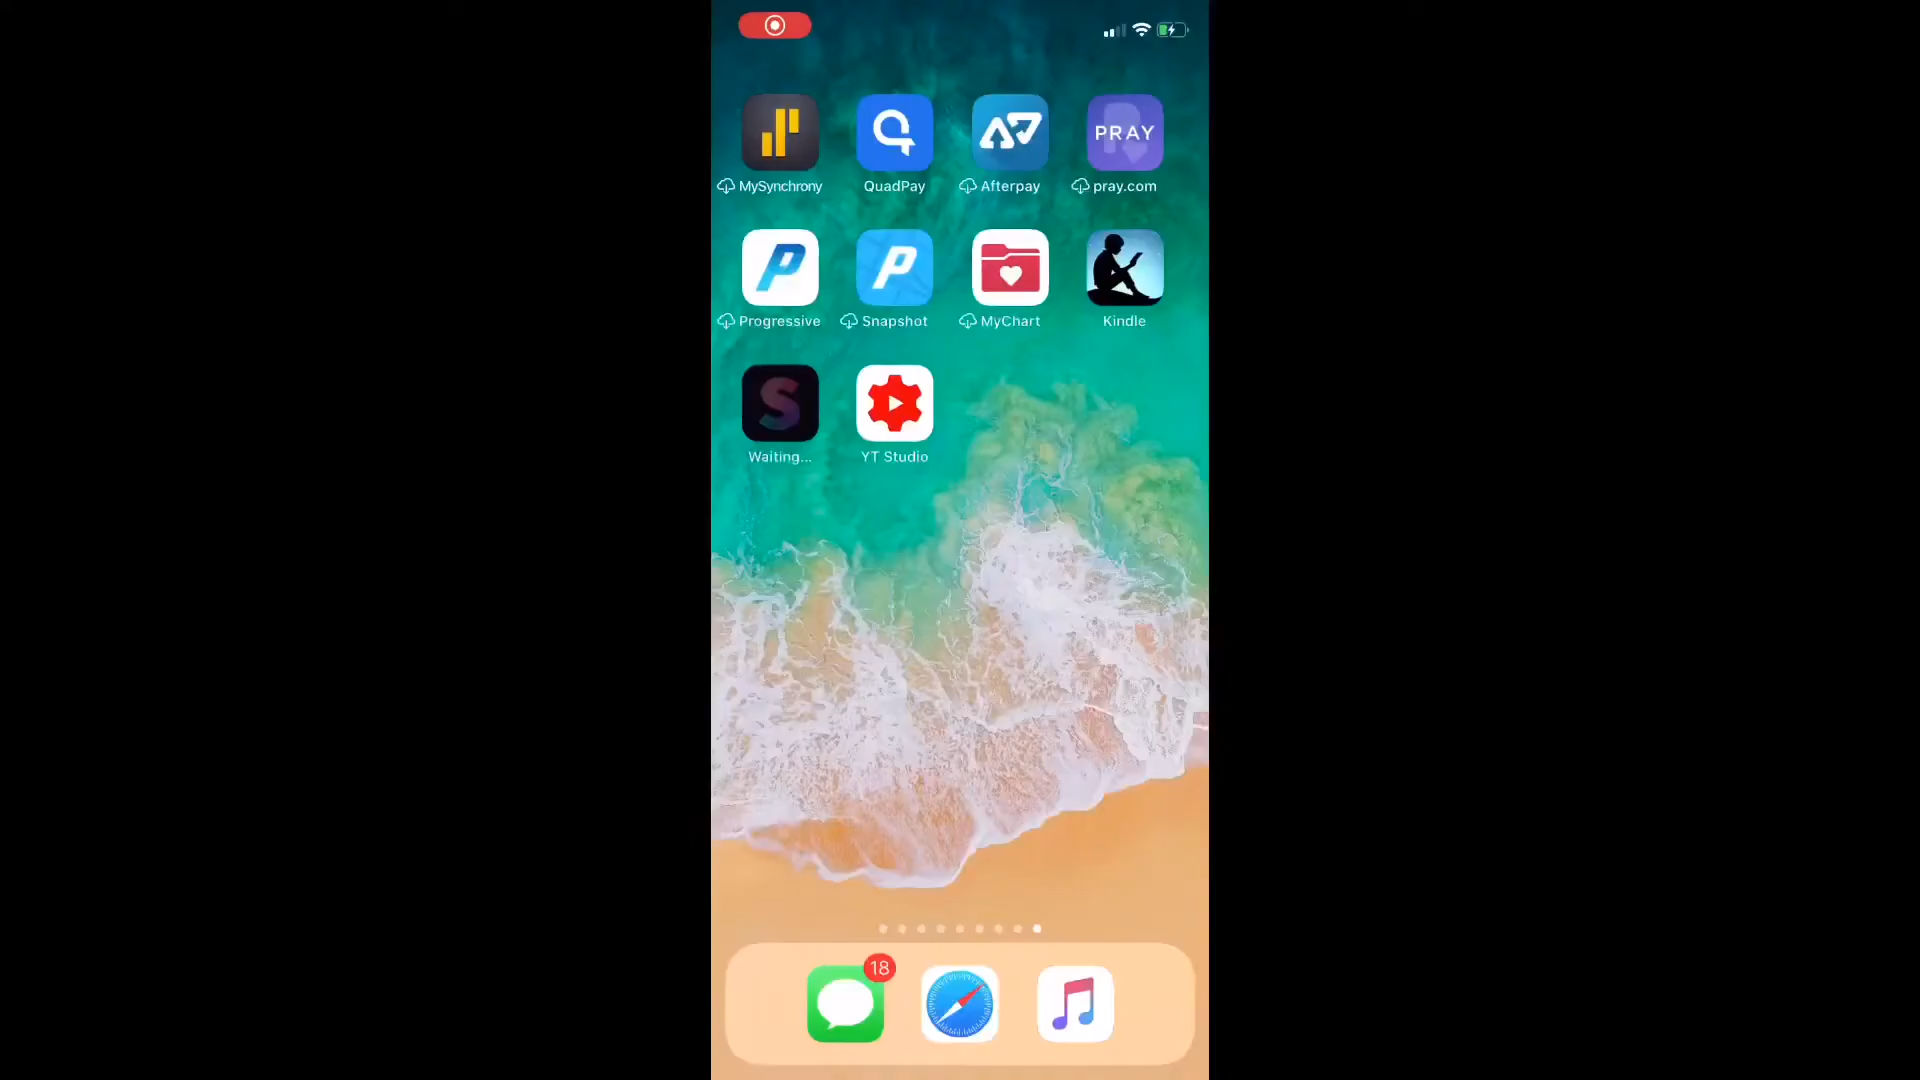 PRAY
MySynchrony QuadPay Afterpay pray.com
Progressive Snapshot MyChart Kindle
S
Waiting... YT Studio
18